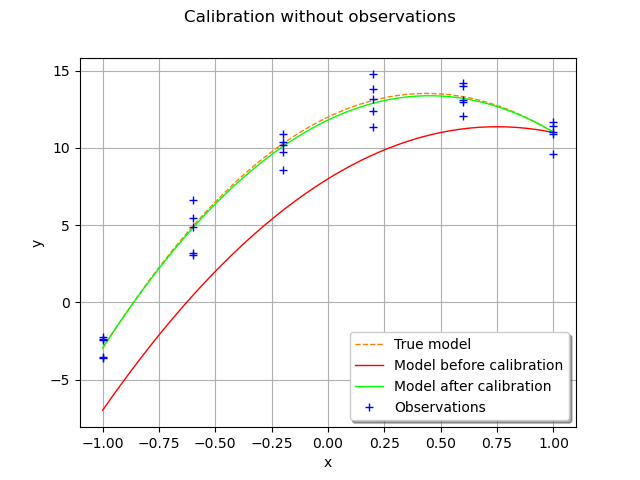 Calibration without observations
15
10
5
0
−5
y
−1.00 −0.75 −0.50 −0.25 0.00 0.25 0.50 0.75 1.00
x
True model
Model before calibration
Model after calibration
Observations